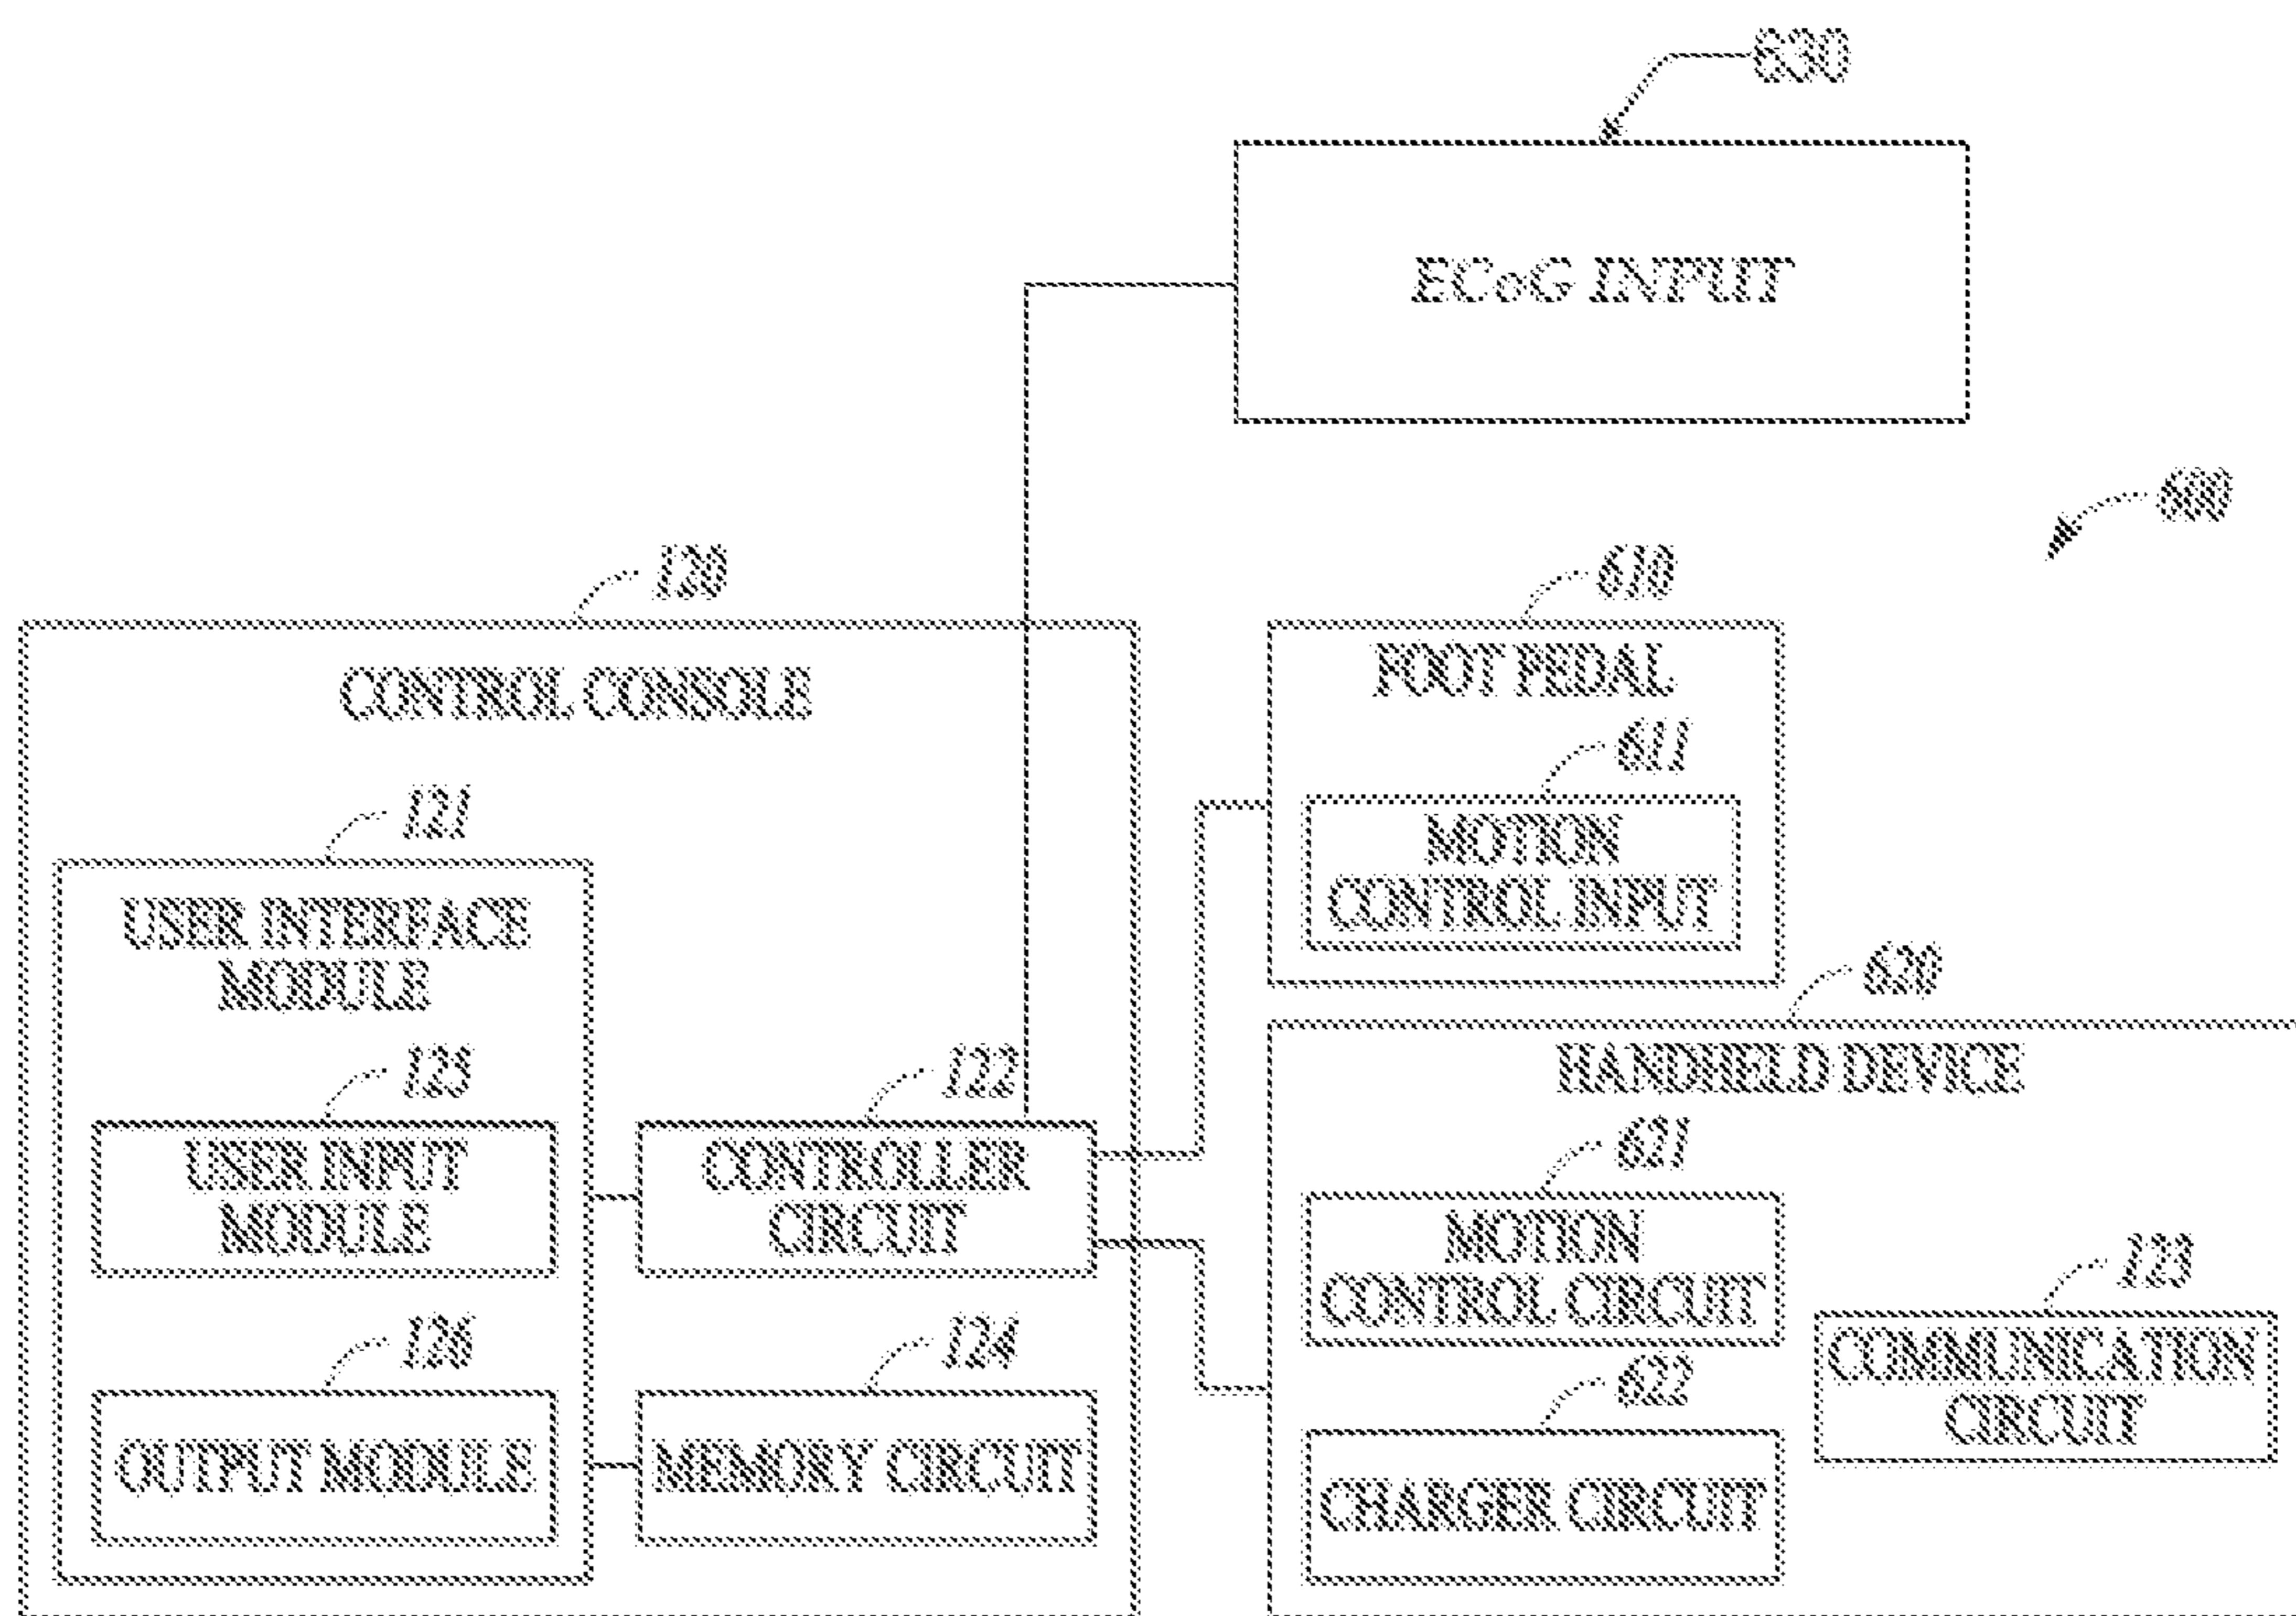 630
ECoG INPUT
600
120
CONTROL CONSOLE
121
USER INTERFACE
MODULE
125
USER INPUT
MODULE
126
OUTPUT MODULE
122
CONTROLLER
CIRCUIT
124
MEMORY CIRCUIT
610
FOOT PEDAL
611
MOTION
CONTROL INPUT
620
HANDHELD DEVICE
621
MOTION
CONTROL CIRCUIT
622
CHARGER CIRCUIT
123
COMMUNICATION
CIRCUIT